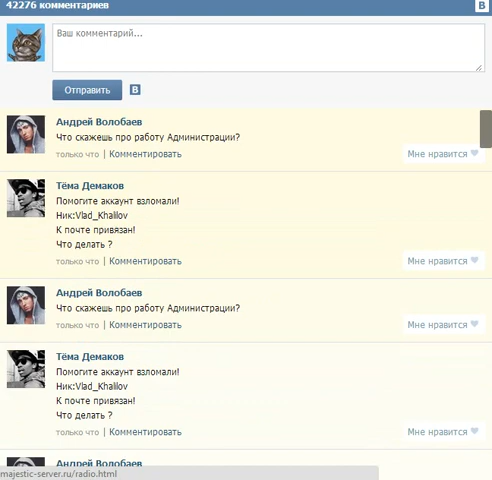 42276 комментариев
В
Ваш комментарий...
Отправить
В
Андрей Волобаев
Что скажешь про работу Администрации?
только что | Комментировать
Мне нравится
Тёма Демаков
Помогите аккаунт взломали!
Ник:Vlad_Khalilov
К почте привязан!
Что делать ?
только что | Комментировать
Мне нравится
Андрей Волобаев
Что скажешь про работу Администрации?
только что | Комментировать
Мне нравится
Тёма Демаков
Помогите аккаунт взломали!
Ник:Vlad_Khalilov
К почте привязан!
Что делать ?
только что | Комментировать
Мне нравится
Андрей Волобаев
majestic-server.ru/radio.html